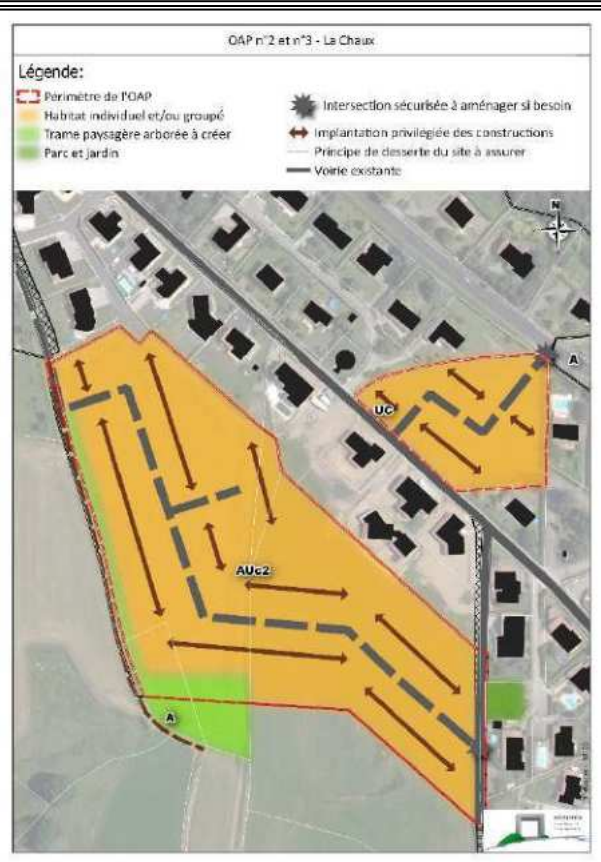 OAP n°2 et n°3 - La Chaux
Légende:
Périmètre de l'OAP
Habitat individuel et/ou groupé
Trame paysagère arborée à créer
Parc et jardin
Intersection sécurisée à aménager si besoin
Implantation privilégiée des constructions
Principe de desserte du site à assurer
Voirie existante
N
A
UC
AUc2
A